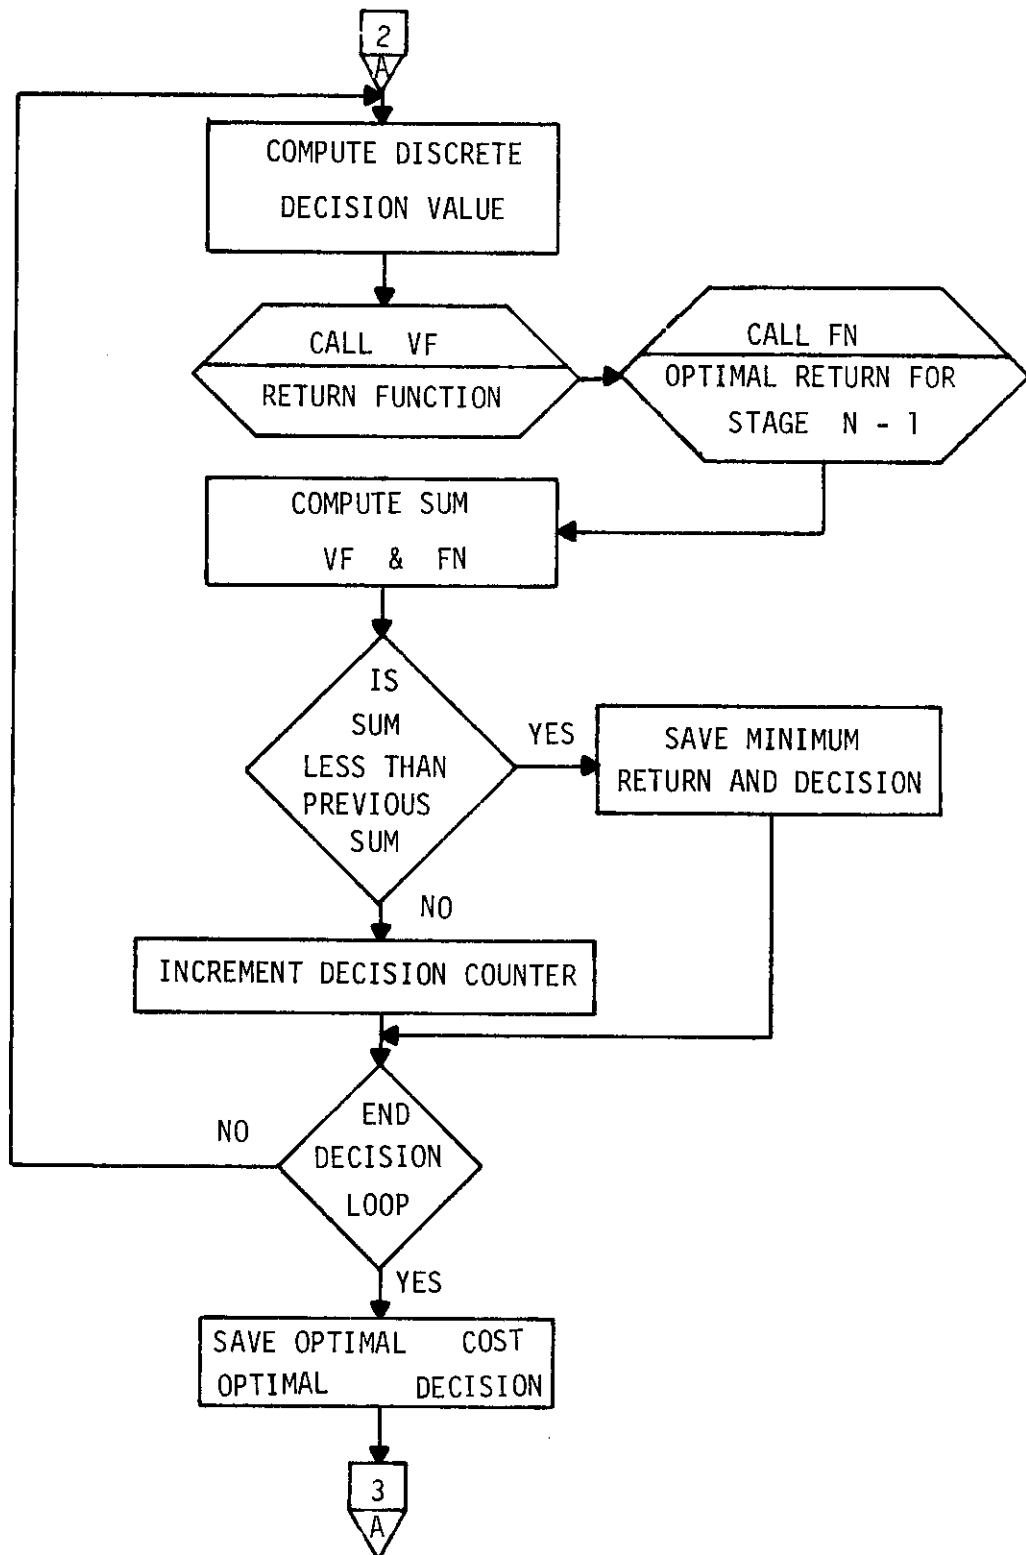 2
A
COMPUTE DISCRETE
DECISION VALUE
CALL VF
RETURN FUNCTION
CALL FN
OPTIMAL RETURN FOR
STAGE N - 1
COMPUTE SUM
VF & FN
IS
SUM
LESS THAN
PREVIOUS
SUM
YES
SAVE MINIMUM
RETURN AND DECISION
NO
INCREMENT DECISION COUNTER
END
DECISION
LOOP
NO
YES
SAVE OPTIMAL COST
OPTIMAL DECISION
3
A